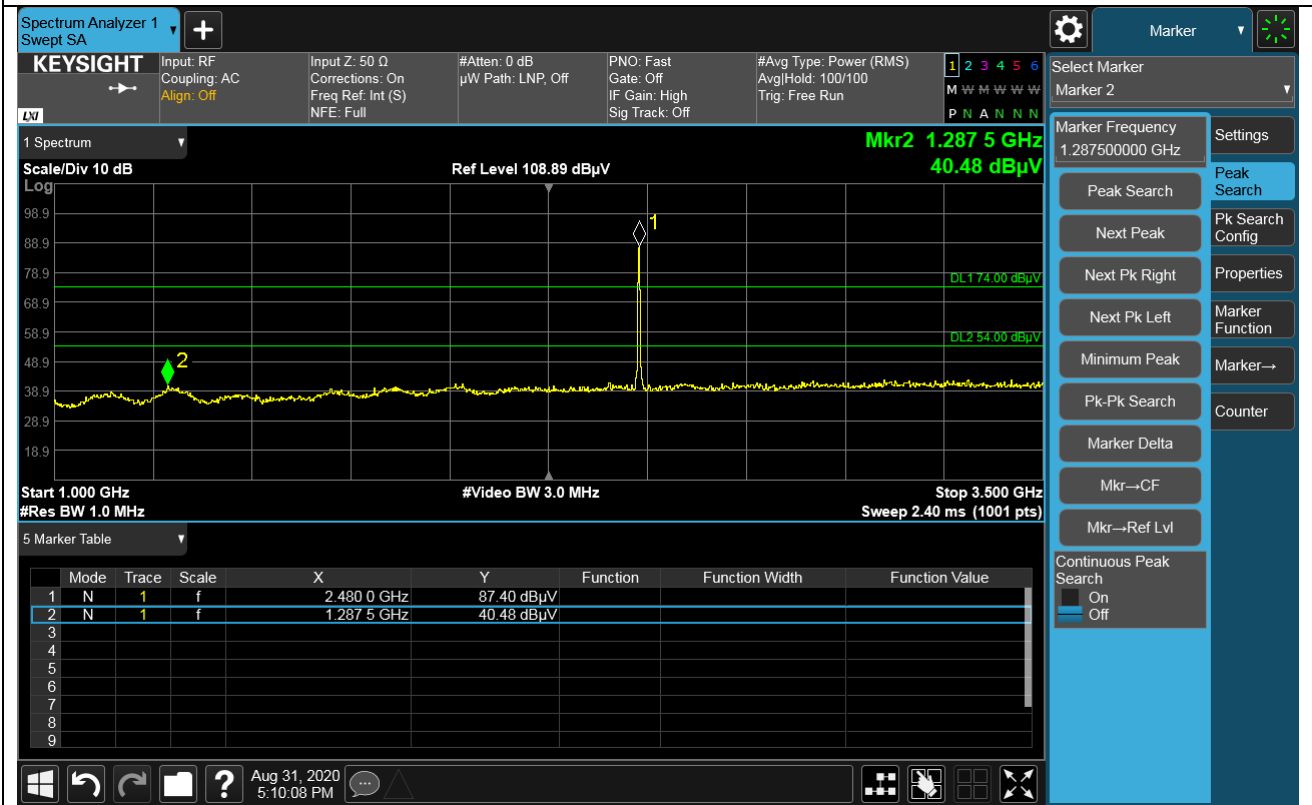 Spectrum Analyzer 1
Swept SA
Marker
KEYSIGHT
LXI
Input: RF
Coupling: AC
Align: Off
Input Z: 50 Ω
Corrections: On
Freq Ref: Int (S)
NFE: Full
#Atten: 0 dB
µW Path: LNP, Off
PNO: Fast
Gate: Off
IF Gain: High
Sig Track: Off
#Avg Type: Power (RMS)
Avg|Hold: 100/100
Trig: Free Run
1 2 3 4 5 6
M W M W W W
P N A N N N
Select Marker
Marker 2
1 Spectrum
Mkr2 1.287 5 GHz
Scale/Div 10 dB
Ref Level 108.89 dBµV
40.48 dBµV
Log
98.9
88.9
78.9
68.9
58.9
48.9
38.9
28.9
18.9
1
2
DL1 74.00 dBµV
DL2 54.00 dBµV
Start 1.000 GHz
#Video BW 3.0 MHz
Stop 3.500 GHz
#Res BW 1.0 MHz
Sweep 2.40 ms (1001 pts)
5 Marker Table
Mode Trace Scale X Y Function Function Width Function Value
1 N 1 f 2.480 0 GHz 87.40 dBµV
2 N 1 f 1.287 5 GHz 40.48 dBµV
3
4
5
6
7
8
9
Marker Frequency
1.287500000 GHz
Peak Search
Next Peak
Next Pk Right
Next Pk Left
Minimum Peak
Pk-Pk Search
Marker Delta
Mkr→CF
Mkr→Ref Lvl
Continuous Peak
Search
On
Off
Settings
Peak
Search
Pk Search
Config
Properties
Marker
Function
Marker→
Counter
?
Aug 31, 2020
5:10:08 PM